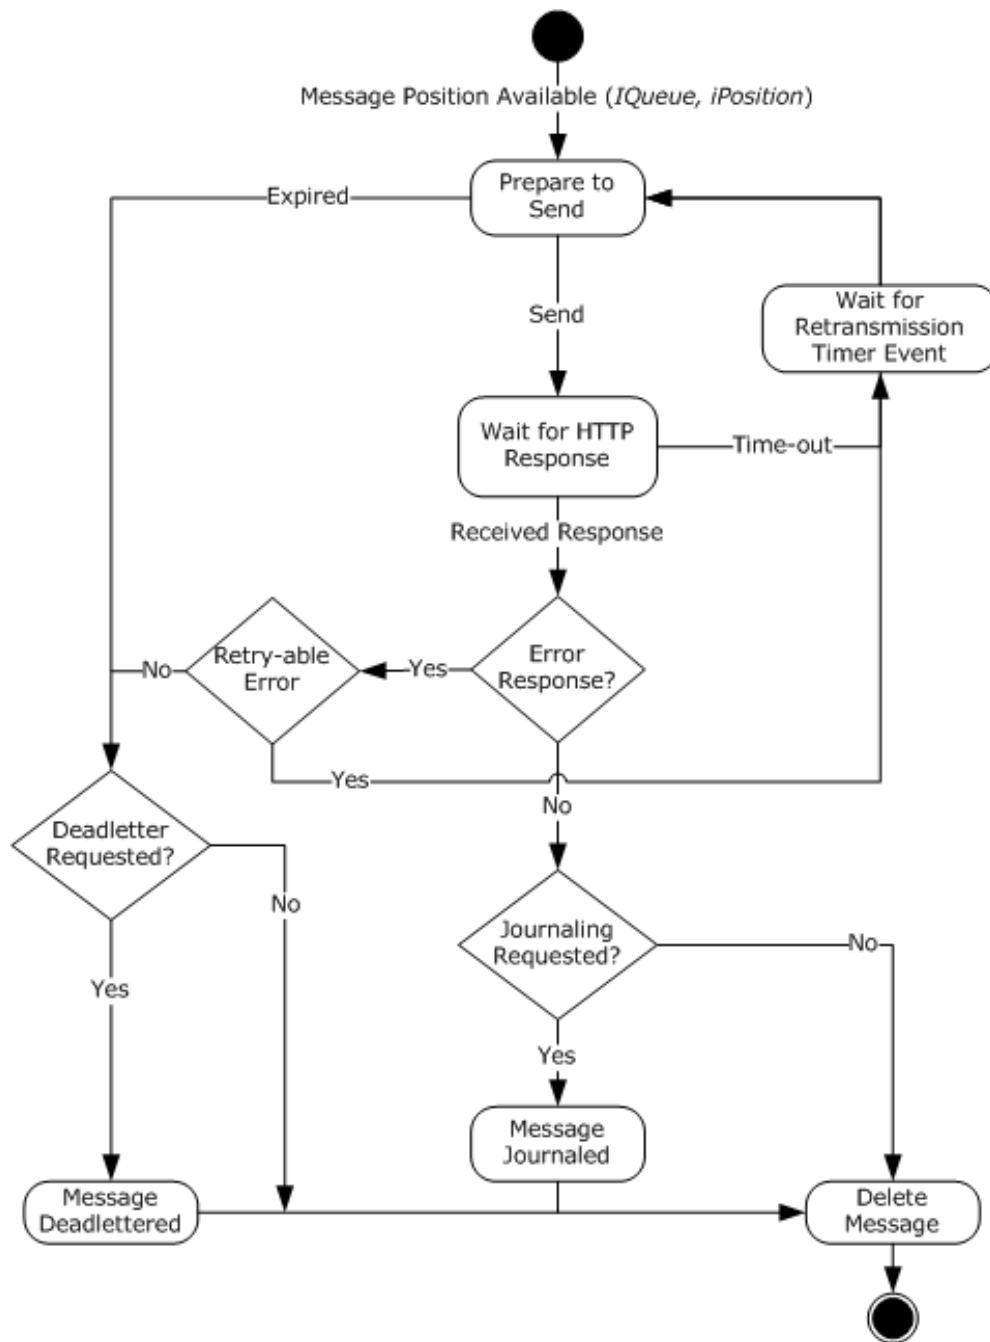 Message Position Available (IQueue, iPosition)
Prepare to
Send
Expired
Wait for
Retransmission
Timer Event
Send
Wait for HTTP
Response
Time-out
Received Response
Retry-able
Error
Error
Response?
No
Yes
Yes
No
Deadletter
Requested?
No
Journaling
Requested?
No
Yes
Yes
Message
Journaled
Message
Deadlettered
Delete
Message